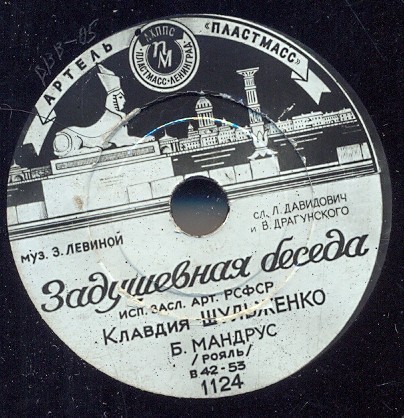 АРТЕЛЬ
«ПЛАСТМАСС»
ПМ
ПЛАСТМАСС-ЛЕНИНГРАД
МУЗ. З. ЛЕВИНОЙ
СЛ. Л. ДАВИДОВИЧ
И В. ДРАГУНСКОГО
Задушевная беседа
ИСП. ЗАСЛ. АРТ. РСФСР
КЛАВДИЯ ШУЛЬЖЕНКО
Б. МАНДРУС
/РОЯЛЬ/
В 42-53
1124